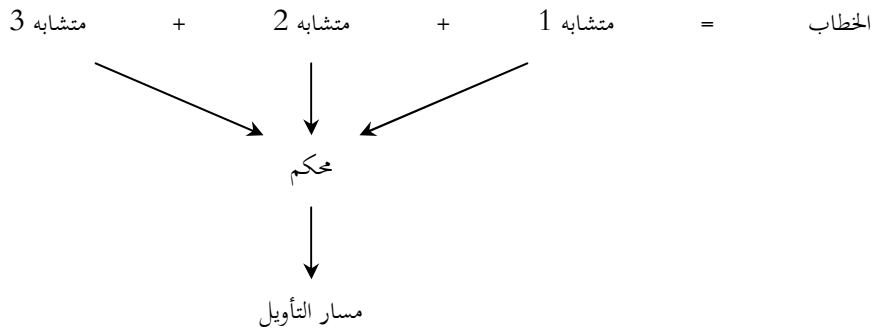 الخطاب = متشابه 1 + متشابه 2 + متشابه 3
محكم
مسار التأويل